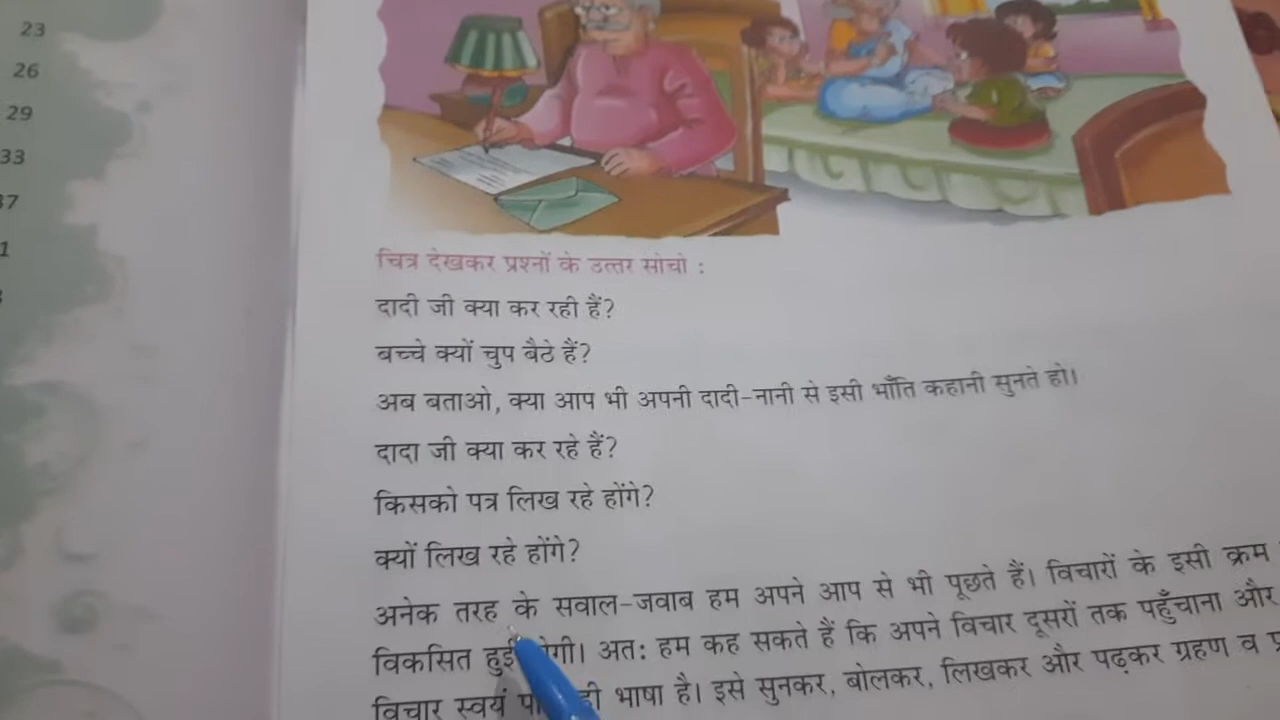 23
26
29
33
चित्र देखकर प्रश्नों के उत्तर सोचो :
दादी जी क्या कर रही हैं?
बच्चे क्यों चुप बैठे हैं?
अब बताओ, क्या आप भी अपनी दादी-नानी से इसी भाँति कहानी सुनते हो।
दादा जी क्या कर रहे हैं?
किसको पत्र लिख रहे होंगे?
क्यों लिख रहे होंगे?
अनेक तरह के सवाल-जवाब हम अपने आप से भी पूछते हैं। विचारों के इसी क्रम
विकसित हुई अतः हम कह सकते हैं कि अपने विचार दूसरों तक पहुँचाना और
विचार स्वयं ही भाषा है। इसे सुनकर, बोलकर, लिखकर और पढ़कर ग्रहण व